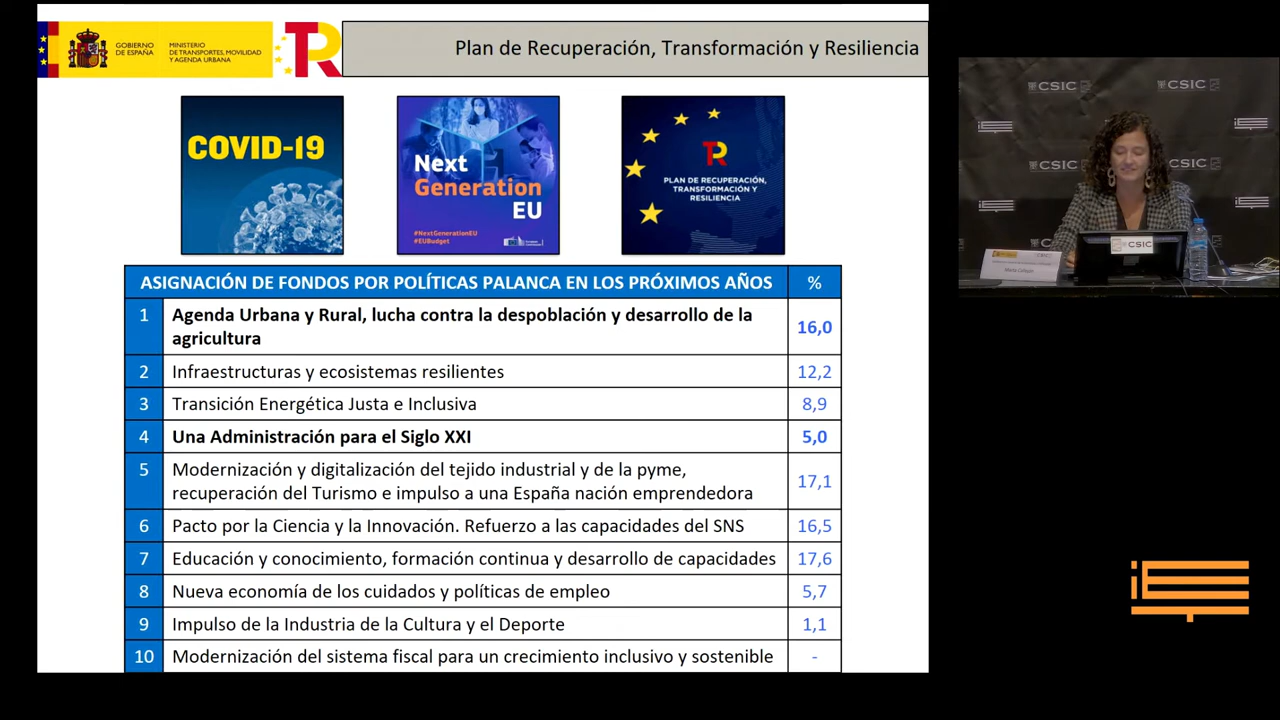 GOBIERNO
DE ESPAÑA
MINISTERIO
DE TRANSPORTES, MOVILIDAD
Y AGENDA URBANA
Plan de Recuperación, Transformación y Resiliencia
COVID-19
Next
Generation
EU
#NextGenerationEU
#EUBudget
PLAN DE RECUPERACIÓN,
TRANSFORMACIÓN Y
RESILIENCIA
ASIGNACIÓN DE FONDOS POR POLÍTICAS PALANCA EN LOS PRÓXIMOS AÑOS %
1 Agenda Urbana y Rural, lucha contra la despoblación y desarrollo de la
agricultura 16,0
2 Infraestructuras y ecosistemas resilientes 12,2
3 Transición Energética Justa e Inclusiva 8,9
4 Una Administración para el Siglo XXI 5,0
5 Modernización y digitalización del tejido industrial y de la pyme,
recuperación del Turismo e impulso a una España nación emprendedora 17,1
6 Pacto por la Ciencia y la Innovación. Refuerzo a las capacidades del SNS 16,5
7 Educación y conocimiento, formación continua y desarrollo de capacidades 17,6
8 Nueva economía de los cuidados y políticas de empleo 5,7
9 Impulso de la Industria de la Cultura y el Deporte 1,1
10 Modernización del sistema fiscal para un crecimiento inclusivo y sostenible -
CSIC
CSIC
CSIC
CSIC
CSIC